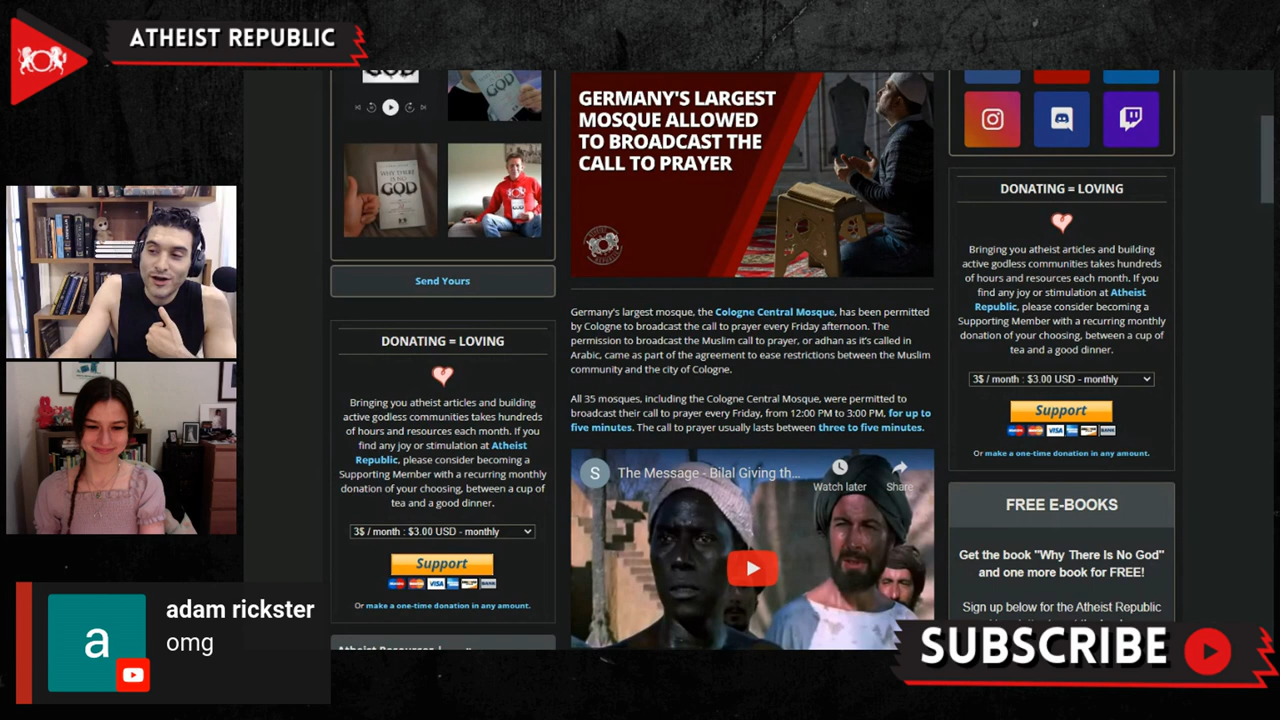 ATHEIST REPUBLIC
GOD
GOD
WHY THERE
IS NO
GOD
Send Yours
DONATING = LOVING
Bringing you atheist articles and building
active godless communities takes hundreds
of hours and resources each month. If you
find any joy or stimulation at Atheist
Republic, please consider becoming a
Supporting Member with a recurring monthly
donation of your choosing, between a cup of
tea and a good dinner.
3$ / month : $3.00 USD - monthly
Support
VISA
BANK
Or make a one-time donation in any amount.
GERMANY'S LARGEST
MOSQUE ALLOWED
TO BROADCAST THE
CALL TO PRAYER
Germany's largest mosque, the Cologne Central Mosque, has been permitted
by Cologne to broadcast the call to prayer every Friday afternoon. The
permission to broadcast the Muslim call to prayer, or adhan as it's called in
Arabic, came as part of the agreement to ease restrictions between the Muslim
community and the city of Cologne.
All 35 mosques, including the Cologne Central Mosque, were permitted to
broadcast their call to prayer every Friday, from 12:00 PM to 3:00 PM, for up to
five minutes. The call to prayer usually lasts between three to five minutes.
S
The Message - Bilal Giving th...
Watch later
Share
DONATING = LOVING
Bringing you atheist articles and building
active godless communities takes hundreds
of hours and resources each month. If you
find any joy or stimulation at Atheist
Republic, please consider becoming a
Supporting Member with a recurring monthly
donation of your choosing, between a cup of
tea and a good dinner.
3$ / month : $3.00 USD - monthly
Support
VISA
BANK
Or make a one-time donation in any amount.
FREE E-BOOKS
Get the book "Why There Is No God"
and one more book for FREE!
Sign up below for the Atheist Republic
a
adam rickster
omg
SUBSCRIBE